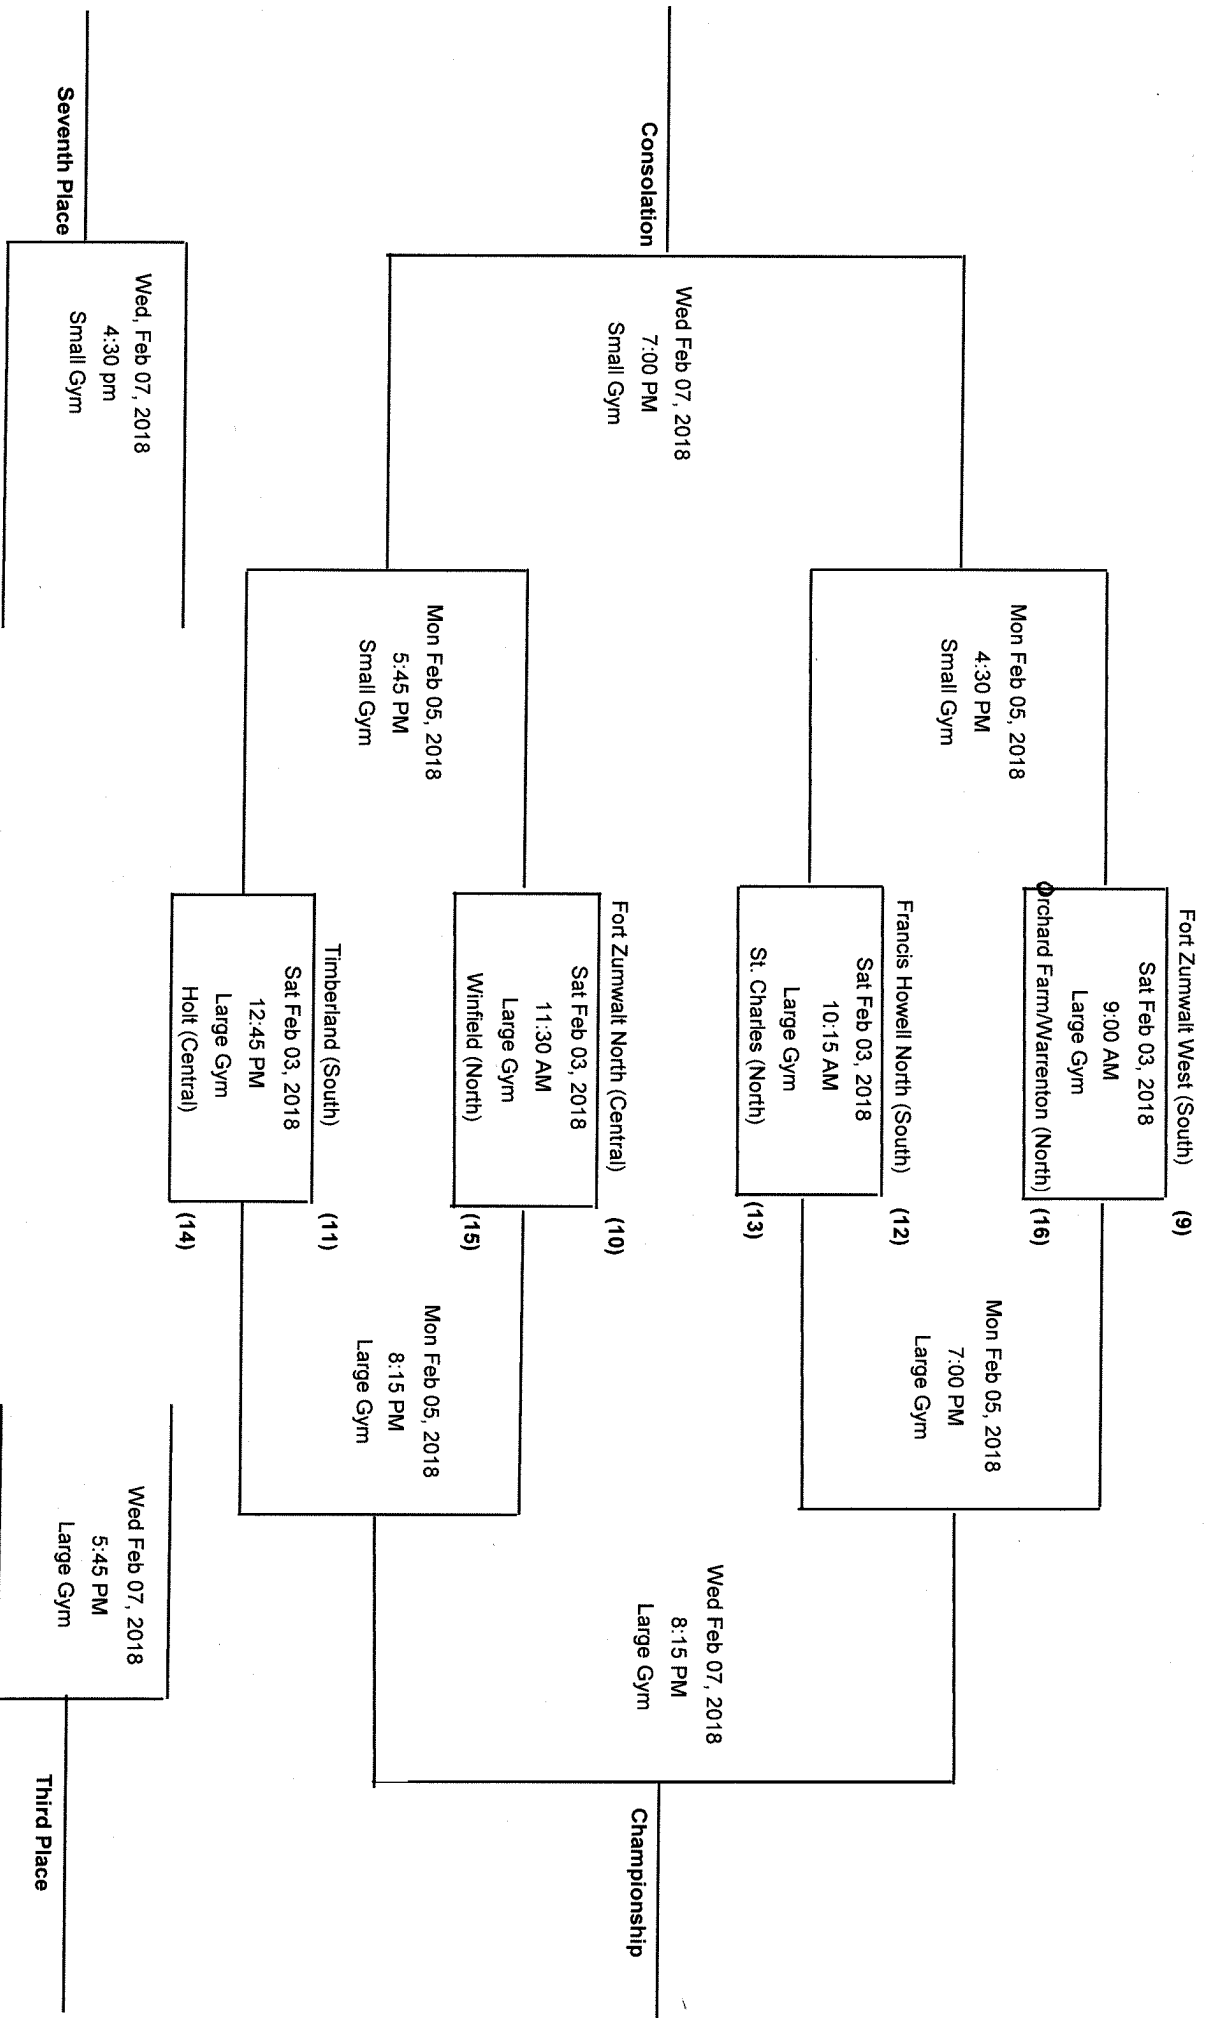 Fort Zumwalt West (South)
(9)
Sat Feb 03, 2018
9:00 AM
Large Gym
Orchard Farm/Warrenton (North)
(16)
Mon Feb 05, 2018
4:30 PM
Small Gym
Mon Feb 05, 2018
7:00 PM
Large Gym
Francis Howell North (South)
(12)
Sat Feb 03, 201
10:15 AM
Large Gym
St. Charles (North)
(13)
Wed Feb 07, 2018
7:00 PM
Small Gym
Consolation
Wed Feb 07, 2018
8:15 PM
Large Gym
Championship
Fort Zumwalt North (Central)
(10)
Sat Feb 03, 2018
11:30 AM
Large Gym
Winfield (North)
(15)
Mon Feb 05, 2018
5:45 PM
Small Gym
Mon Feb 05, 2018
8:15 PM
Large Gym
Timberland (South)
(11)
Sat Feb 03, 2018
12:45 PM
Large Gym
Holt (Central)
(14)
Wed, Feb 07, 2018
4:30 pm
Small Gym
Seventh Place
Wed Feb 07, 2018
5:45 PM
Large Gym
Third Place